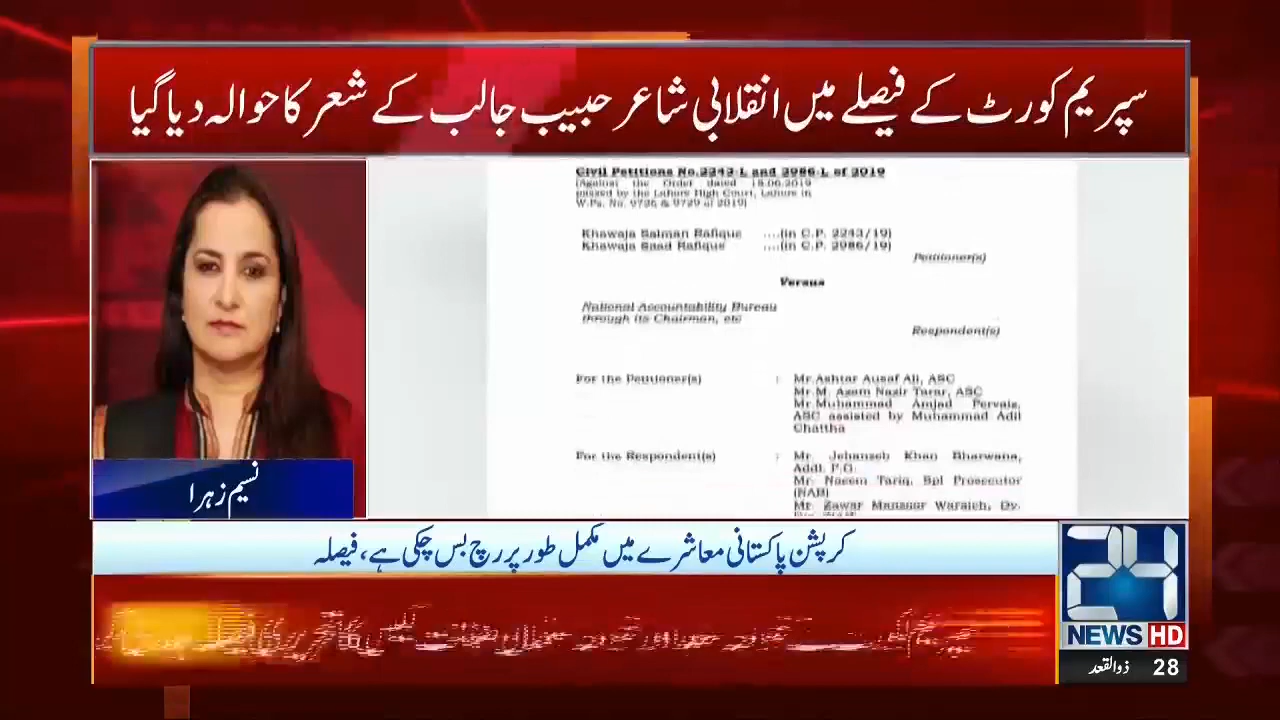 سپریم کورٹ کے فیصلے میں انقلابی شاعر حبیب جالب کے شعر کا حوالہ دیا گیا
Civil Petitions No.2243-L and 2986-L of 2019
(Against the Order dated 18.06.2019
passed by the Lahore High Court, Lahore in
W.Ps. No. 9726 & 9729 of 2019)
Khawaja Salman Rafique ....(in C.P. 2243/19)
Khawaja Saad Rafique ....(in C.P. 2986/19)
Petitioner(s)
Versus
National Accountability Bureau
through its Chairman, etc
Respondent(s)
For the Petitioner(s) : Mr.Ashtar Ausaf Ali, ASC
Mr.M. Azam Nazir Tarar, ASC
Mr.Muhammad Amjad Pervaiz,
ASC assisted by Muhammad Adil
Chattha
For the Respondent(s) : Mr. Jehanzeb Khan Bharwana,
Addl. P.G.
Mr. Naeem Tariq, Spl Prosecutor
(NAB)
Mr. Zawar Manzoor Waraich, Dy.
نسیم زہرا
کرپشن پاکستانی معاشرے میں مکمل طور پر رچ بس چکی ہے، فیصلہ
24
NEWS HD
28 ذوالقعد